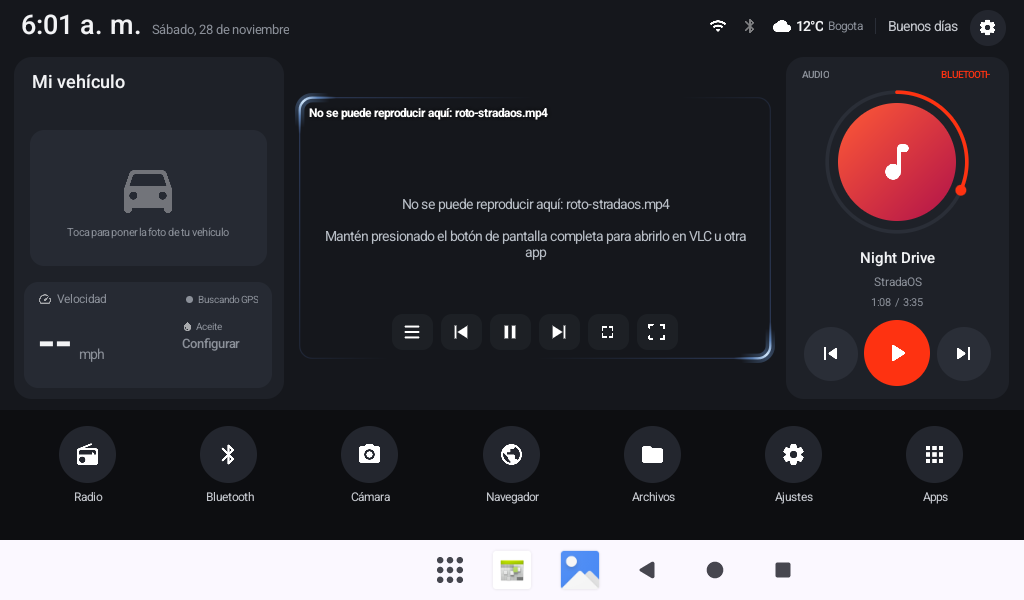 6:01 a. m.
Sábado, 28 de noviembre
12°C Bogota
Buenos días
Mi vehículo
Toca para poner la foto de tu vehículo
Velocidad
Buscando GPS
-- mph
Aceite
Configurar
No se puede reproducir aquí: roto-stradaos.mp4
No se puede reproducir aquí: roto-stradaos.mp4
Mantén presionado el botón de pantalla completa para abrirlo en VLC u otra
app
AUDIO
BLUETOOTH
Night Drive
StradaOS
1:08 / 3:35
Radio
Bluetooth
Cámara
Navegador
Archivos
Ajustes
Apps